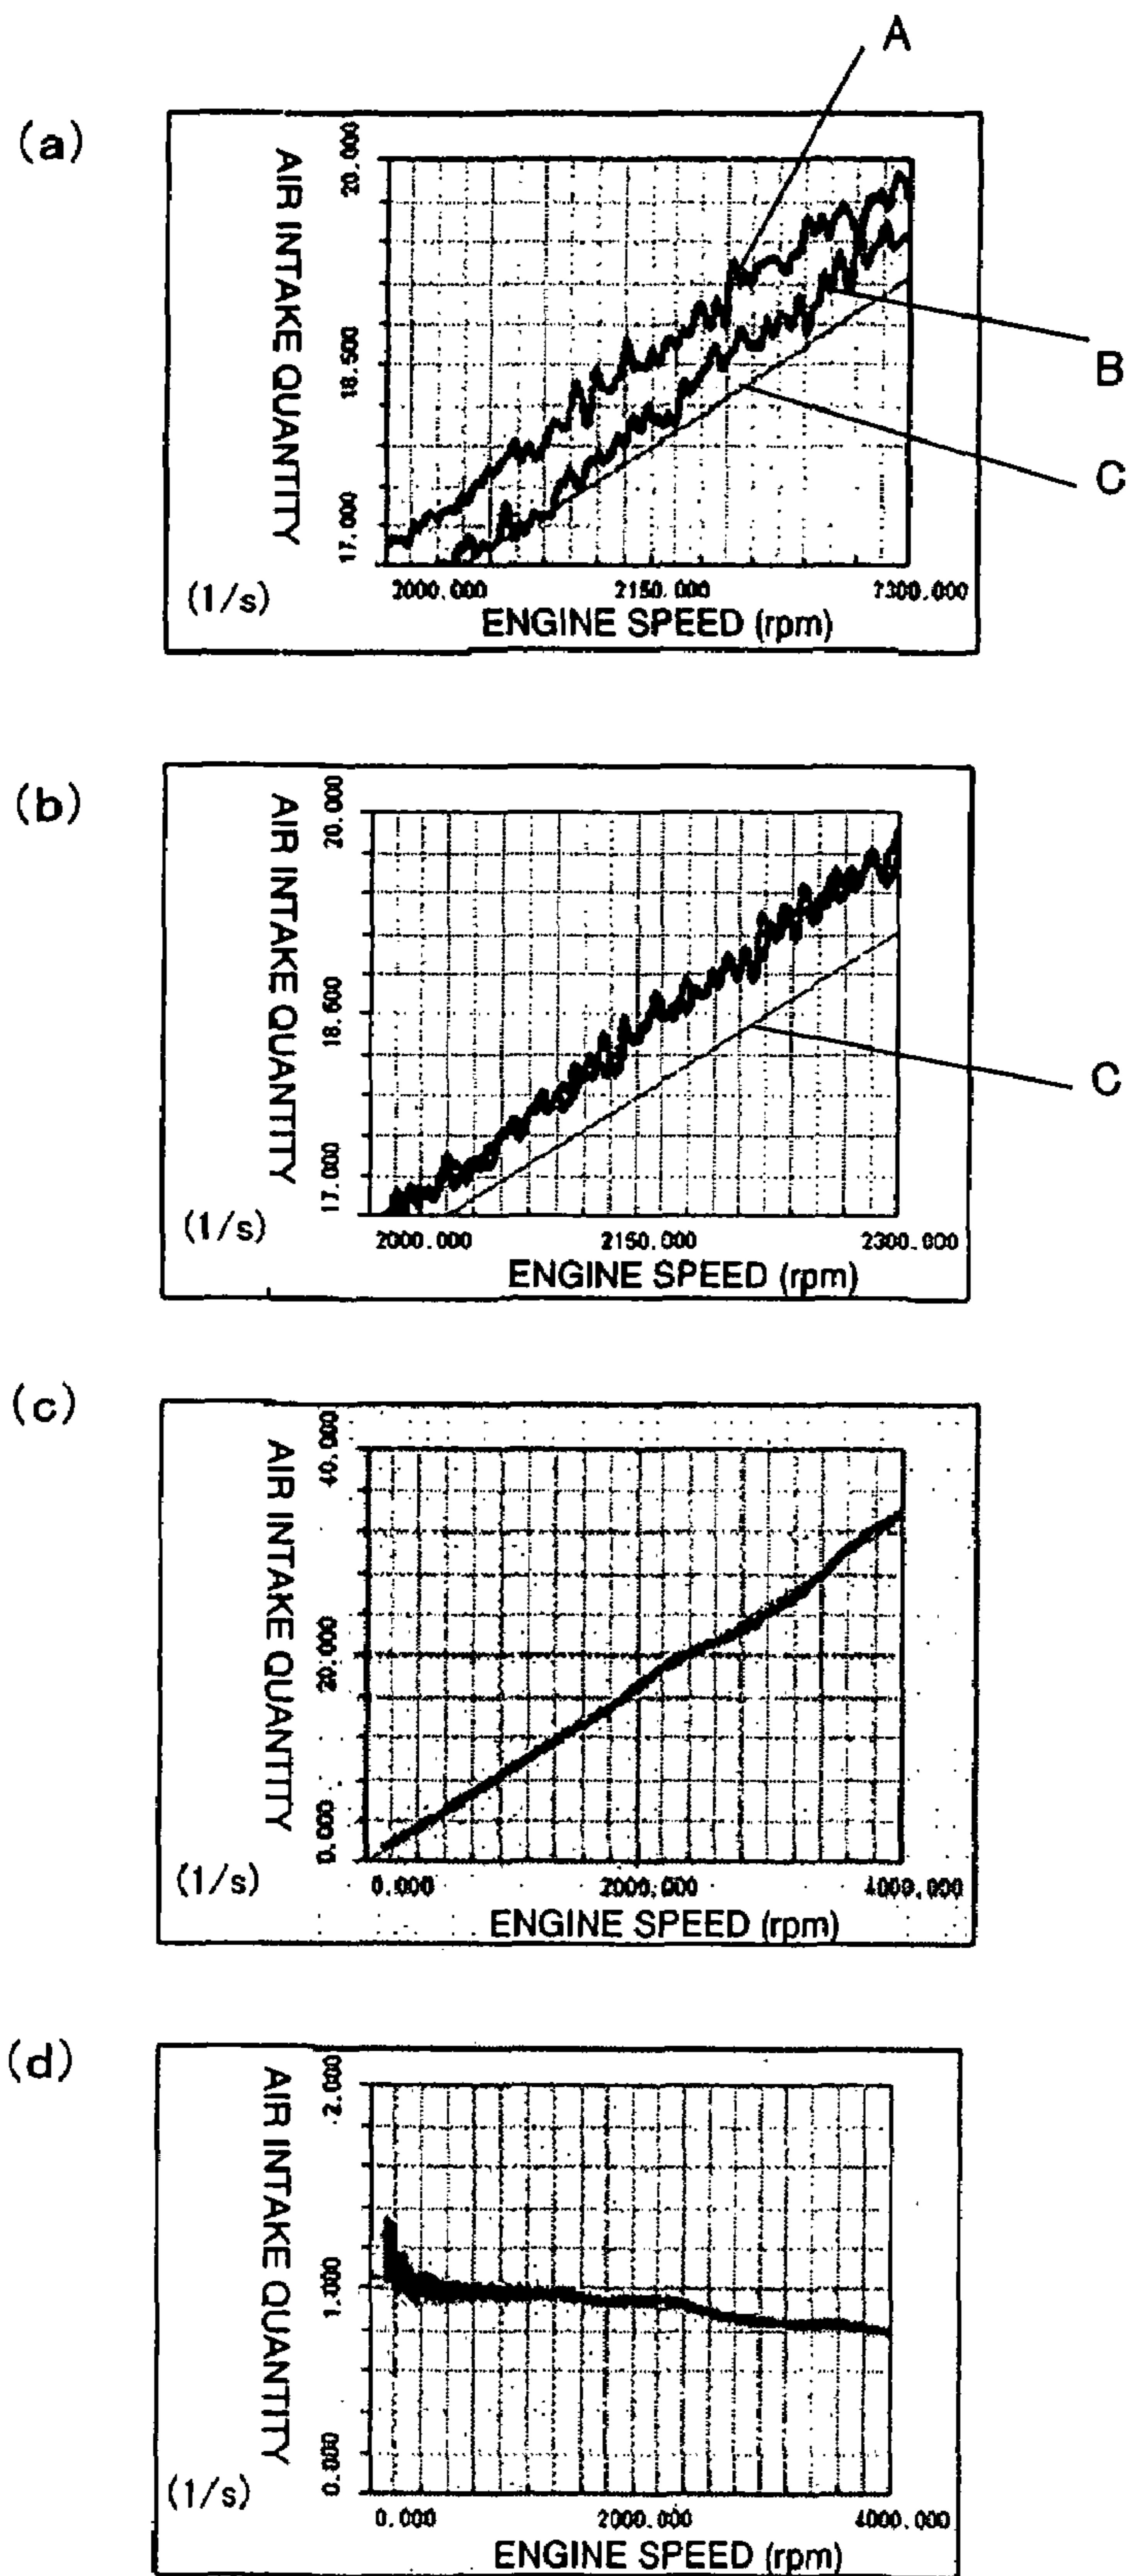 A
(a)
AIR INTAKE QUANTITY
20.000
18.500
17.000
(1/s)
2000.000 2150.000 2300.000
ENGINE SPEED (rpm)
B
C
(b)
AIR INTAKE QUANTITY
20.000
18.500
17.000
(1/s)
2000.000 2150.000 2300.000
ENGINE SPEED (rpm)
C
(c)
AIR INTAKE QUANTITY
40.000
20.000
0.000
(1/s)
0.000 2000.000 4000.000
ENGINE SPEED (rpm)
(d)
AIR INTAKE QUANTITY
2.000
1.000
0.000
(1/s)
0.000 2000.000 4000.000
ENGINE SPEED (rpm)